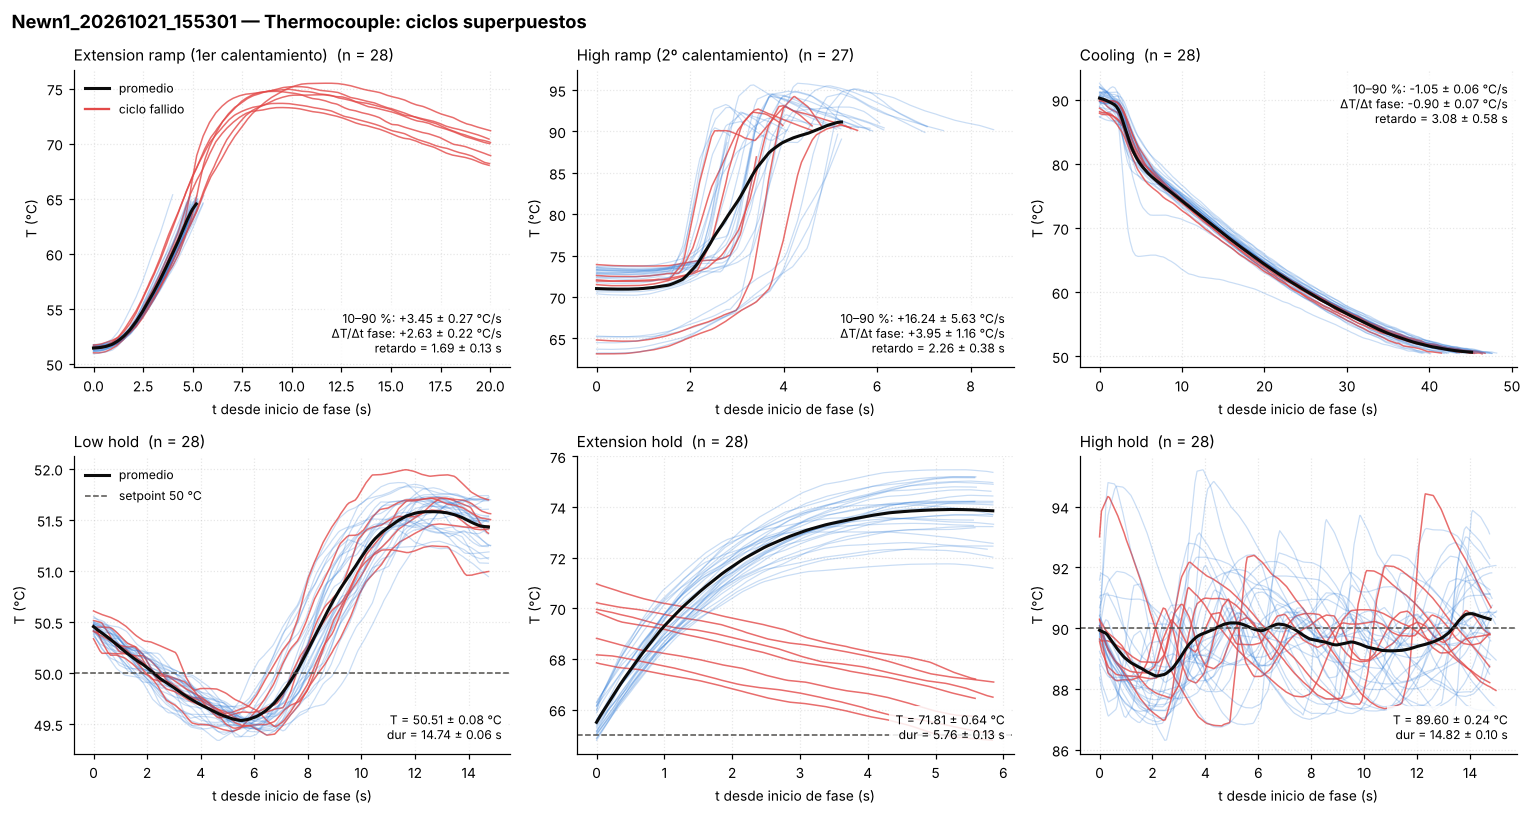 Newn1_20261021_155301 — Thermocouple: ciclos superpuestos
Extension ramp (1er calentamiento)  (n = 28)
promedio
ciclo fallido
10–90 %: +3.45 ± 0.27 °C/s
ΔT/Δt fase: +2.63 ± 0.22 °C/s
retardo = 1.69 ± 0.13 s
T (°C)
75
70
65
60
55
50
0.0 2.5 5.0 7.5 10.0 12.5 15.0 17.5 20.0
t desde inicio de fase (s)
High ramp (2º calentamiento)  (n = 27)
10–90 %: +16.24 ± 5.63 °C/s
ΔT/Δt fase: +3.95 ± 1.16 °C/s
retardo = 2.26 ± 0.38 s
T (°C)
95
90
85
80
75
70
65
0 2 4 6 8
t desde inicio de fase (s)
Cooling  (n = 28)
10–90 %: -1.05 ± 0.06 °C/s
ΔT/Δt fase: -0.90 ± 0.07 °C/s
retardo = 3.08 ± 0.58 s
T (°C)
90
80
70
60
50
0 10 20 30 40 50
t desde inicio de fase (s)
Low hold  (n = 28)
promedio
setpoint 50 °C
T = 50.51 ± 0.08 °C
dur = 14.74 ± 0.06 s
T (°C)
52.0
51.5
51.0
50.5
50.0
49.5
0 2 4 6 8 10 12 14
t desde inicio de fase (s)
Extension hold  (n = 28)
T = 71.81 ± 0.64 °C
dur = 5.76 ± 0.13 s
T (°C)
76
74
72
70
68
66
0 1 2 3 4 5 6
t desde inicio de fase (s)
High hold  (n = 28)
T = 89.60 ± 0.24 °C
dur = 14.82 ± 0.10 s
T (°C)
94
92
90
88
86
0 2 4 6 8 10 12 14
t desde inicio de fase (s)